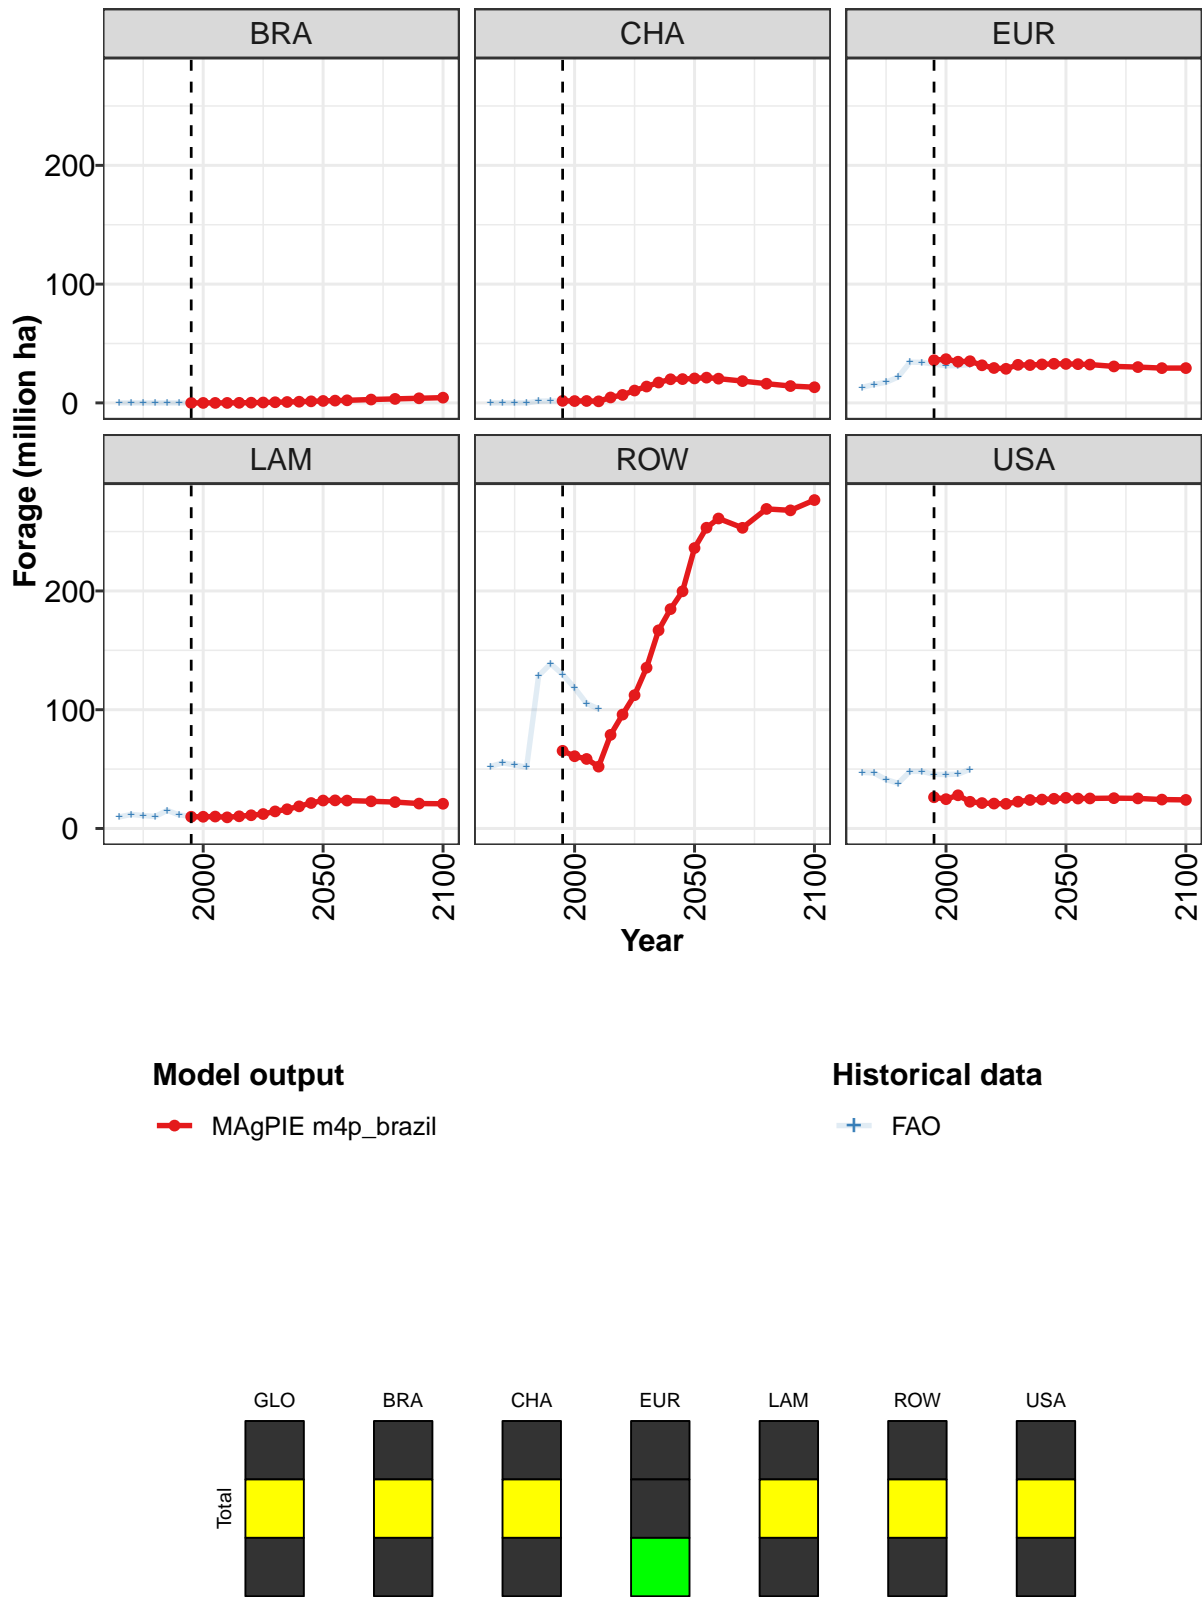 BRA CHA EUR
200
100
0
LAM ROW USA
200
100
0
Forage (million ha)
2000 2050 2100 2000 2050 2100 2000 2050 2100
Year
Model output Historical data
MAgPIE m4p_brazil FAO
GLO BRA CHA EUR LAM ROW USA
Total